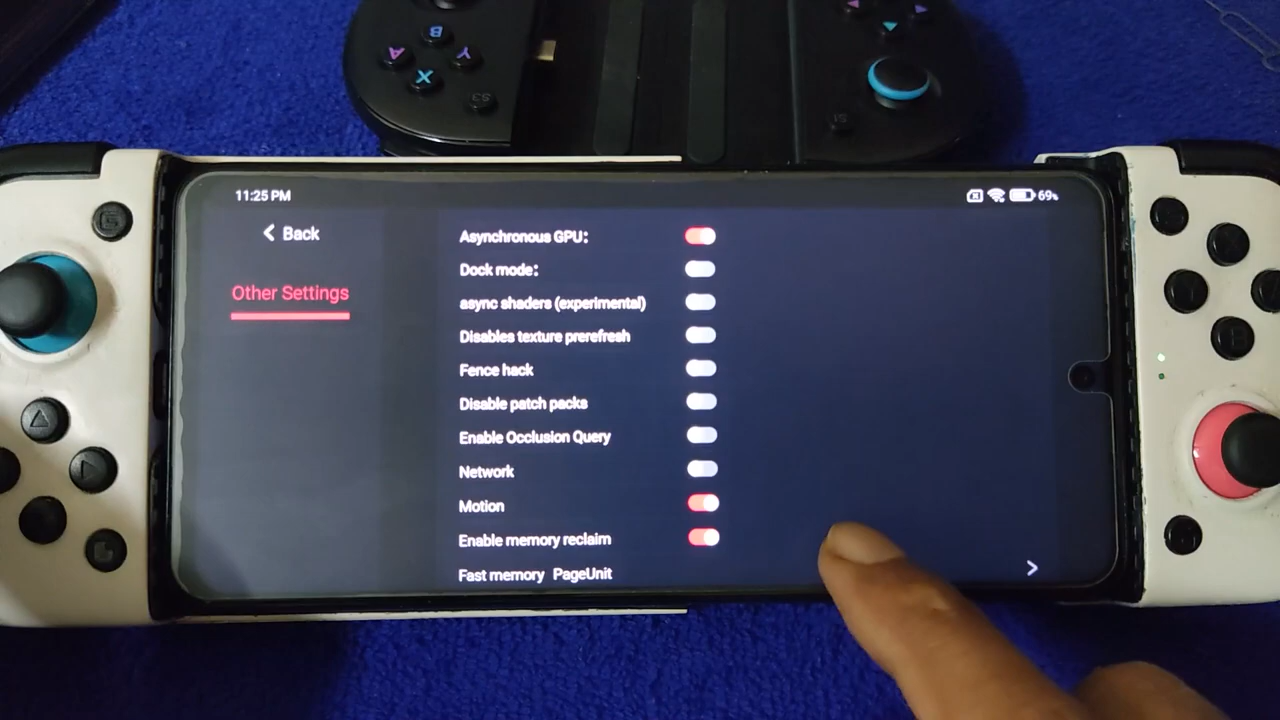 B
A
Y
X
S3
11:25 PM
69%
Back
Other Settings
Asynchronous GPU:
Dock mode:
async shaders (experimental)
Disables texture prerefresh
Fence hack
Disable patch packs
Enable Occlusion Query
Network
Motion
Enable memory reclaim
Fast memory PageUnit